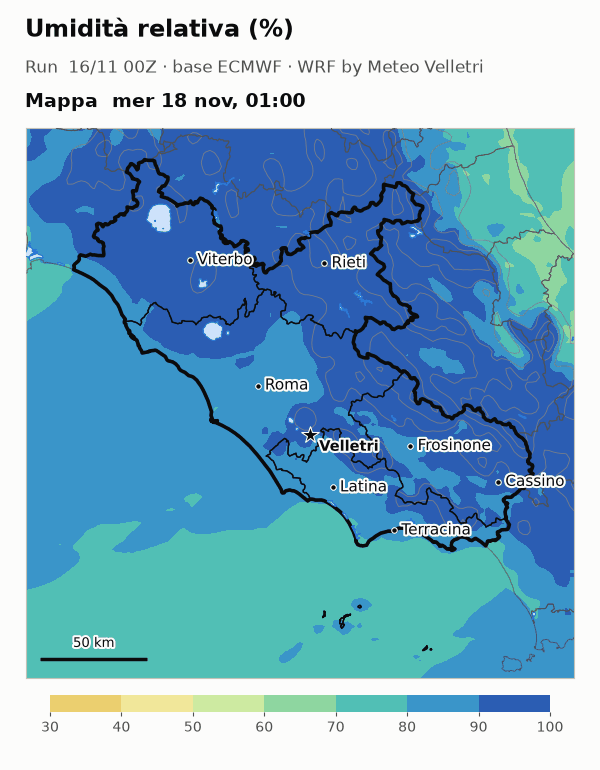 Umidità relativa (%)
Run  16/11 00Z · base ECMWF · WRF by Meteo Velletri
Mappa  mer 18 nov, 01:00
Viterbo
Rieti
Roma
Velletri
Frosinone
Cassino
Latina
Terracina
50 km
30 40 50 60 70 80 90 100